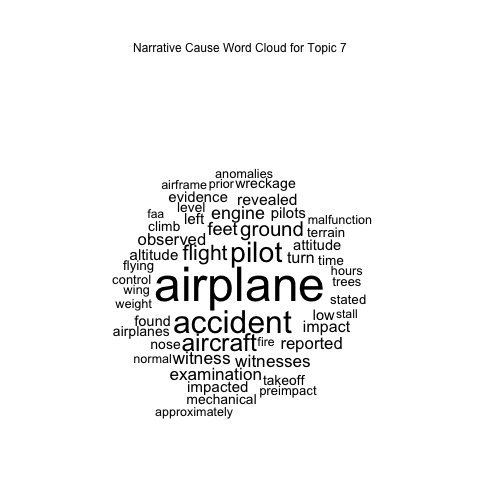 Narrative Cause Word Cloud for Topic 7
anomalies
airframe prior wreckage
evidence revealed
level
faa left engine pilots malfunction
climb feet ground terrain
observed attitude
altitude flight pilot turn time
flying hours
control airplane trees
wing
weight stated
found accident low stall
airplanes impact
nose aircraft fire reported
normal witness witnesses
examination takeoff
impacted preimpact
mechanical
approximately